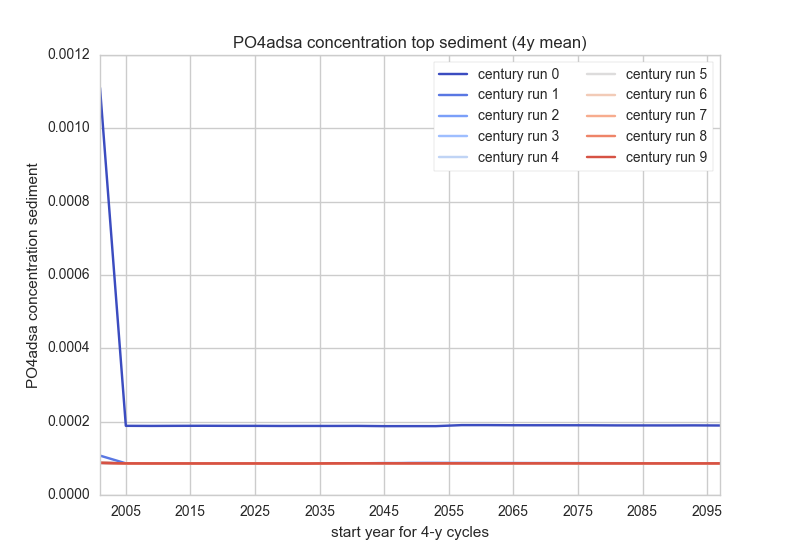 PO4adsa concentration top sediment (4y mean)
PO4adsa concentration sediment
0.0012
0.0010
0.0008
0.0006
0.0004
0.0002
0.0000
century run 0
century run 1
century run 2
century run 3
century run 4
century run 5
century run 6
century run 7
century run 8
century run 9
2005 2015 2025 2035 2045 2055 2065 2075 2085 2095
start year for 4-y cycles